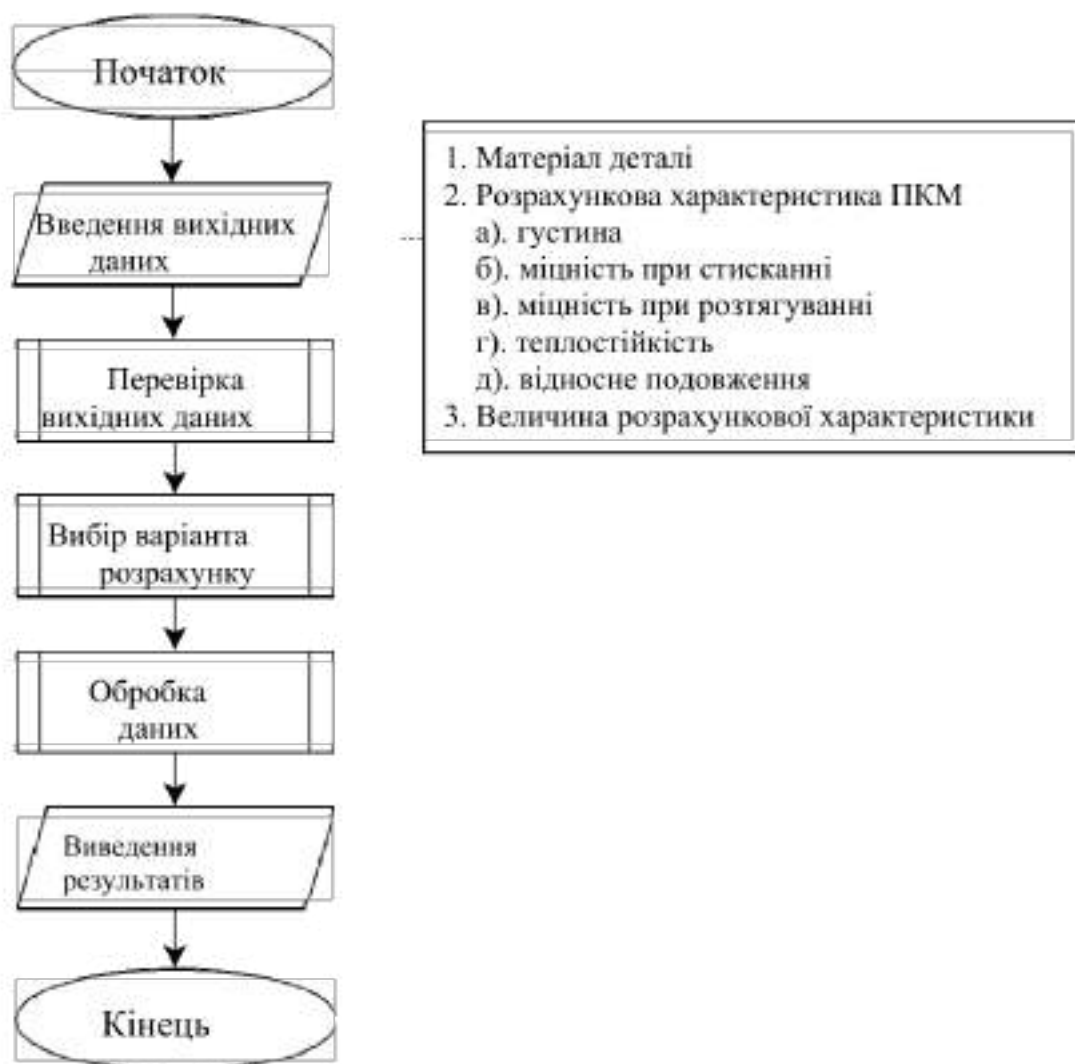 Початок
Введення вихідних
даних
1. Матеріал деталі
2. Розрахункова характеристика ПКМ
а). густина
б). міцність при стисканні
в). міцність при розтягуванні
г). теплостійкість
д). відносне подовження
3. Величина розрахункової характеристики
Перевірка
вихідних даних
Вибір варіанта
розрахунку
Обробка
даних
Виведення
результатів
Кінець